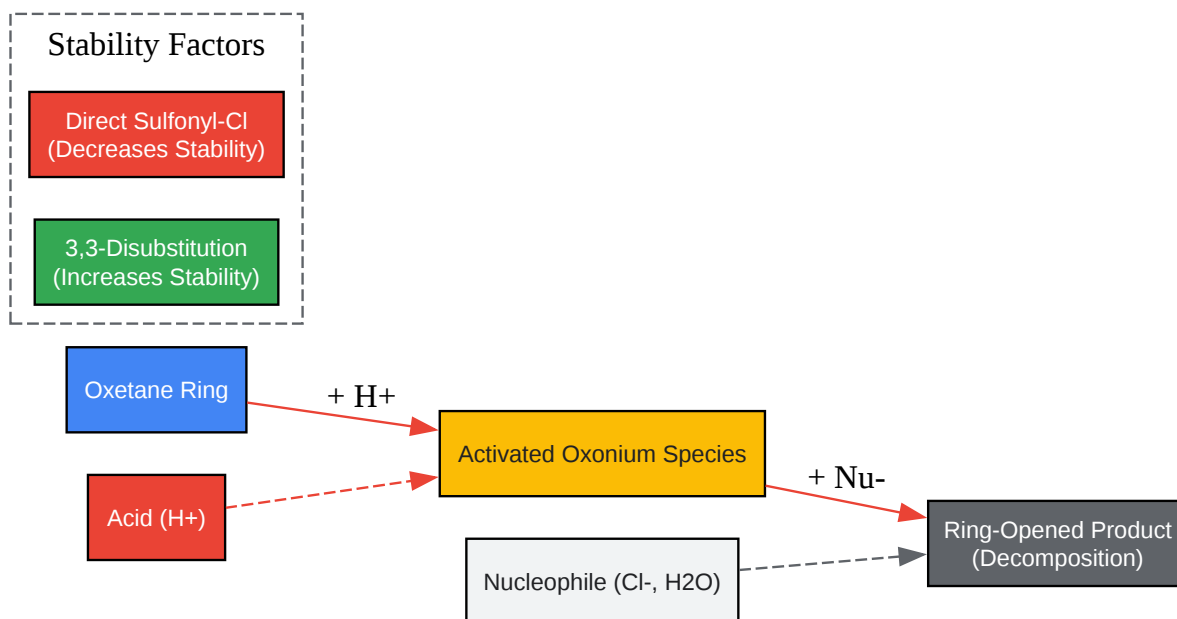 Stability Factors
Direct Sulfonyl-Cl
(Decreases Stability)
3,3-Disubstitution
(Increases Stability)
Oxetane Ring
+ H+
Acid (H+)
Activated Oxonium Species
+ Nu-
Nucleophile (Cl-, H2O)
Ring-Opened Product
(Decomposition)